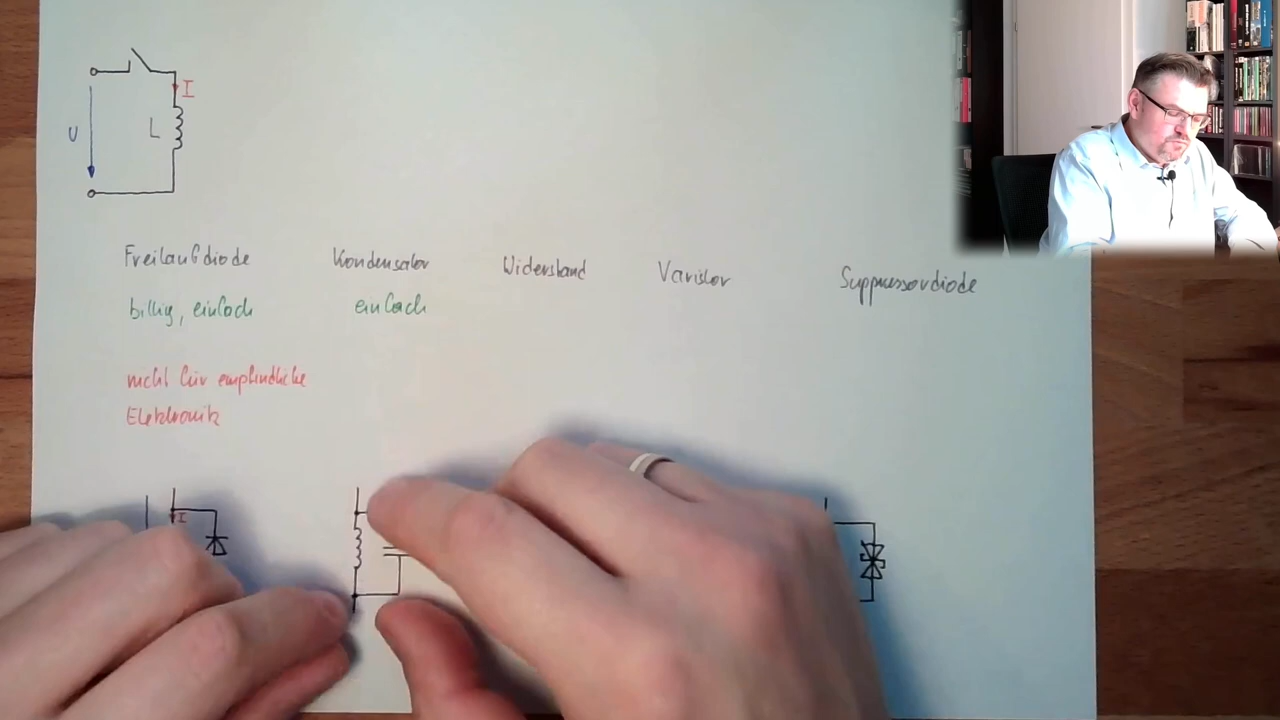 I
U
L
Freilaufdiode
Kondensator
Widerstand
Varistor
Suppressordiode
billig, einfach
einfach
nicht für empfindliche
Elektronik
I